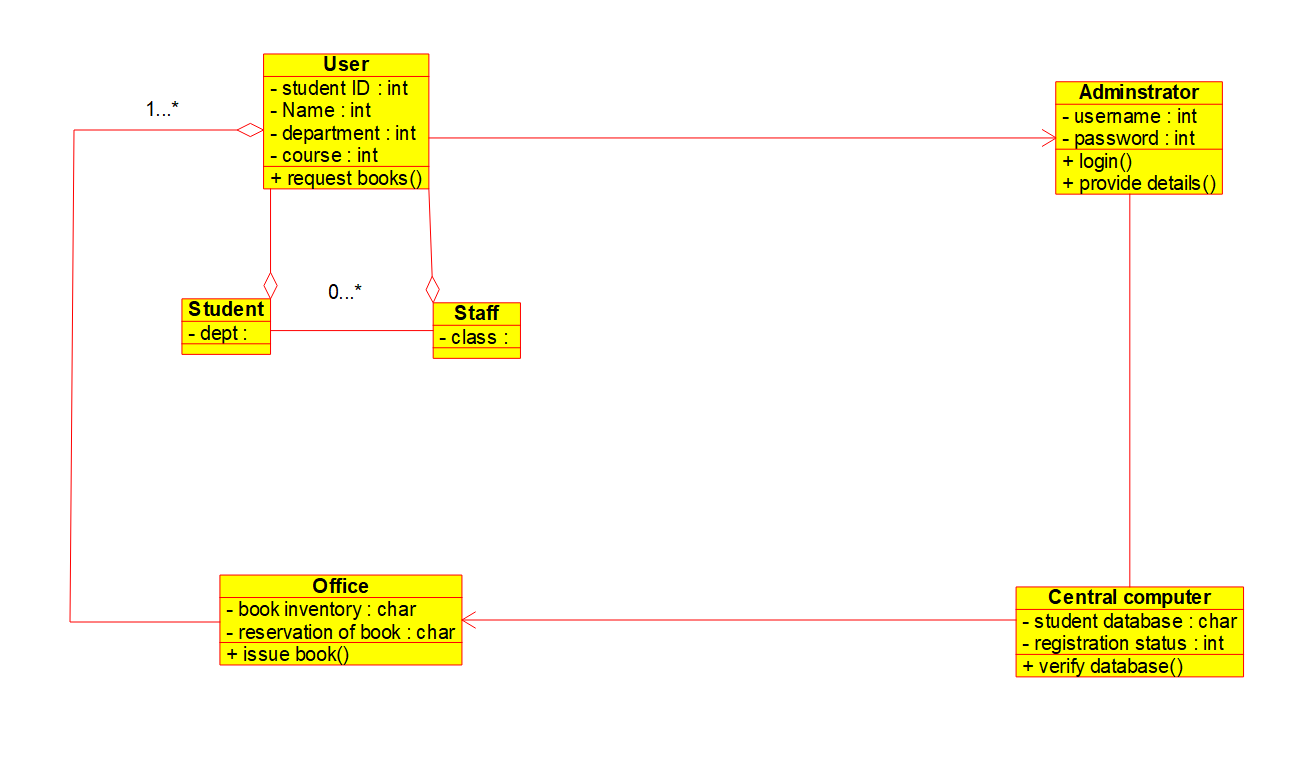 User
- student ID : int
- Name : int
- department : int
- course : int
+ request books()
1...*
Adminstrator
- username : int
- password : int
+ login()
+ provide details()
0...*
Student
- dept :
Staff
- class :
Office
- book inventory : char
- reservation of book : char
+ issue book()
Central computer
- student database : char
- registration status : int
+ verify database()